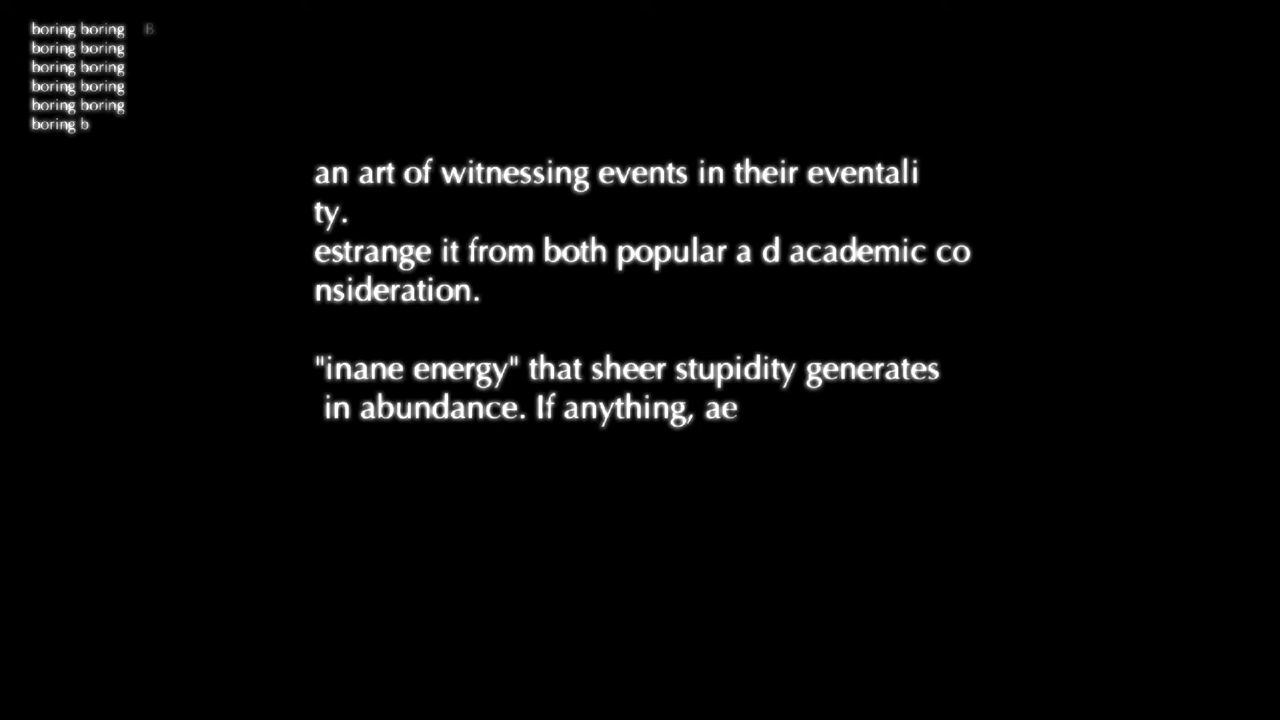 boring boring B
boring boring
boring boring
boring boring
boring boring
boring b
an art of witnessing events in their eventali
ty.
estrange it from both popular a d academic co
nsideration.
"inane energy" that sheer stupidity generates
in abundance. If anything, ae